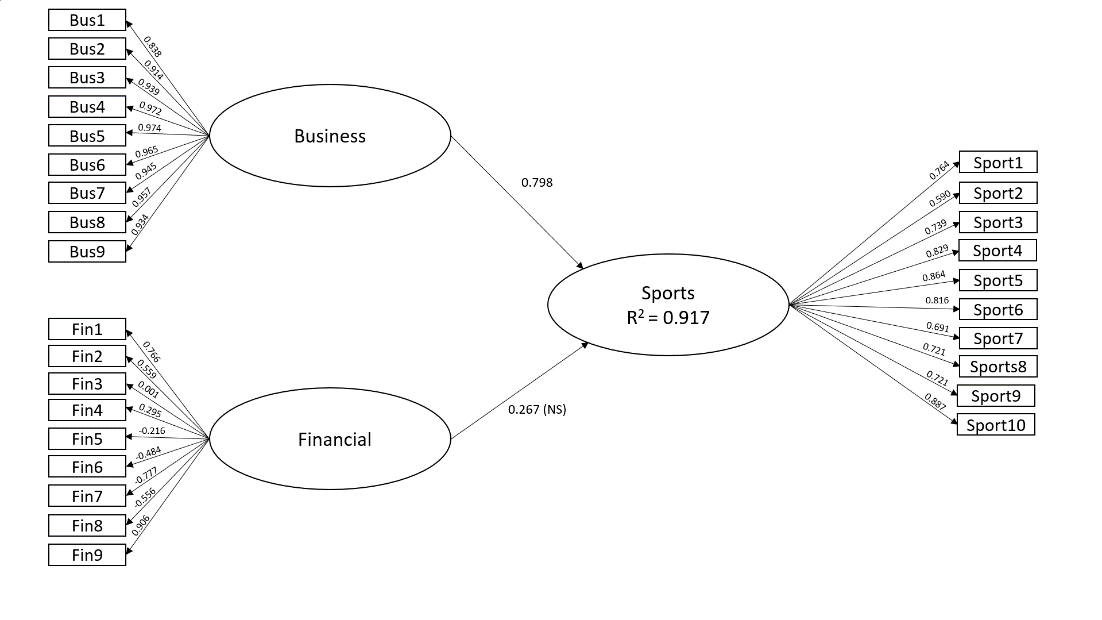 Bus1
Bus2
Bus3
Bus4
Bus5
Bus6
Bus7
Bus8
Bus9
0.838
0.914
0.939
0.972
0.974
0.965
0.945
0.957
0.934
Business
0.798
Fin1
Fin2
Fin3
Fin4
Fin5
Fin6
Fin7
Fin8
Fin9
0.766
0.559
0.001
0.295
-0.216
-0.484
-0.777
-0.556
0.906
Financial
0.267 (NS)
Sports
R² = 0.917
0.764
0.590
0.739
0.829
0.864
0.816
0.691
0.721
0.721
0.887
Sport1
Sport2
Sport3
Sport4
Sport5
Sport6
Sport7
Sports8
Sport9
Sport10